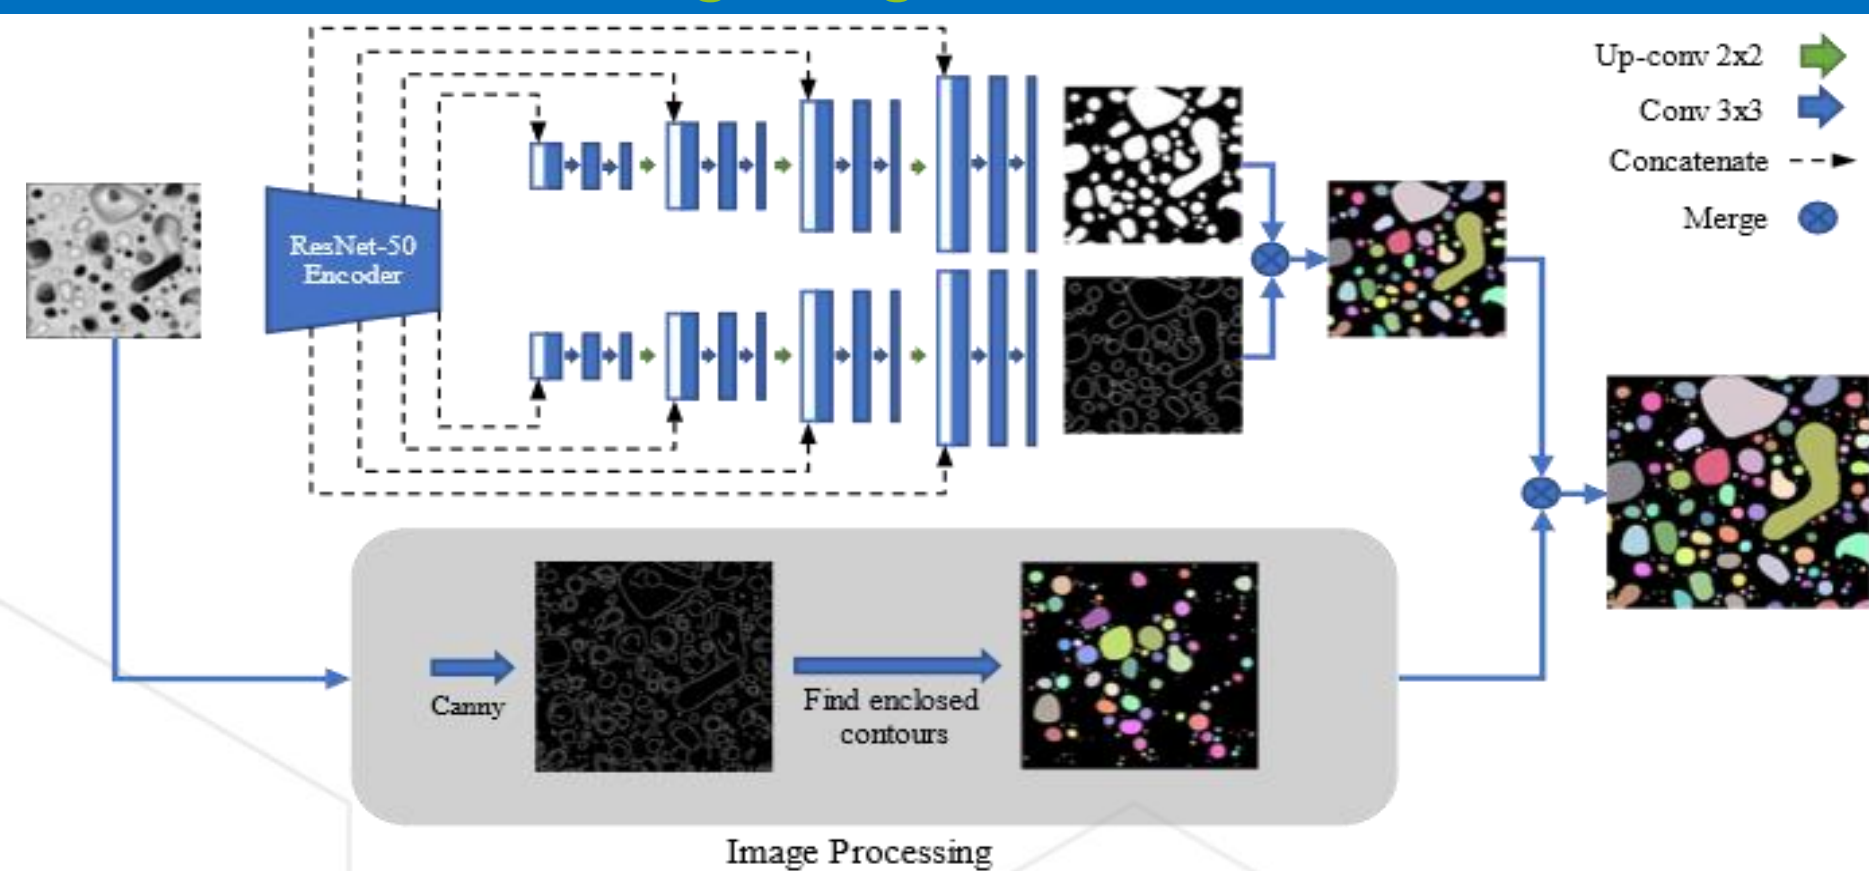 Up-conv 2x2
Conv 3x3
Concatenate
Merge
ResNet-50
Encoder
Canny
Find enclosed
contours
Image Processing